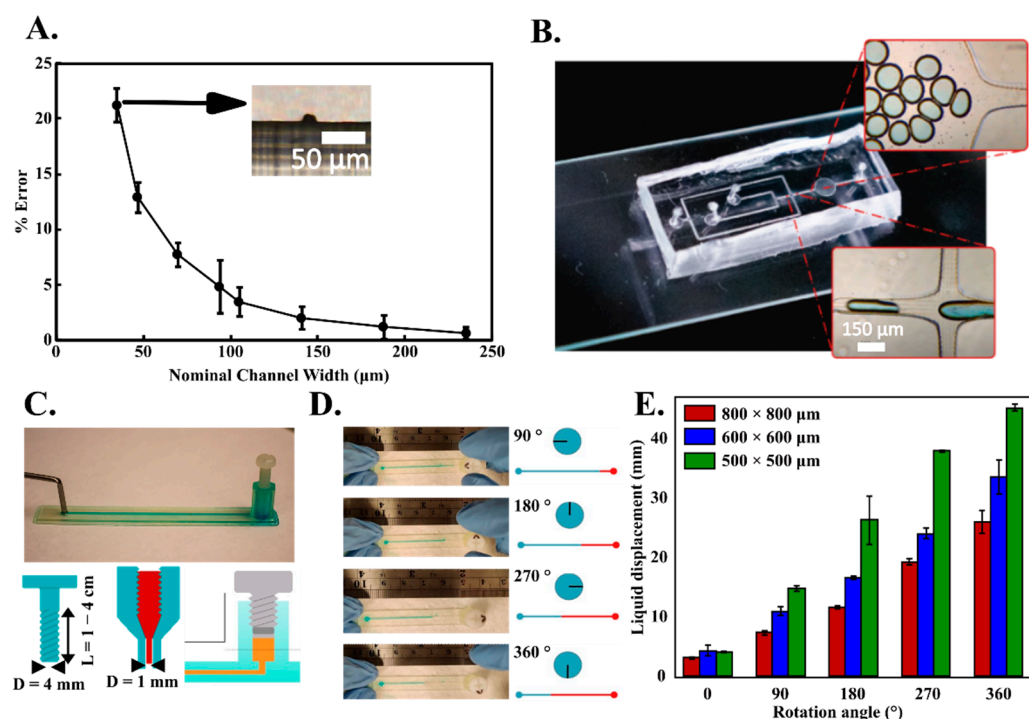 A.
25
20
15
10
5
0
% Error
50 µm
0
50
100
150
200
250
Nominal Channel Width (µm)
B.
150 µm
C.
L = 1 – 4 cm
D = 4 mm
D = 1 mm
D.
90 °
180 °
270 °
360 °
E.
800 × 800 µm
600 × 600 µm
500 × 500 µm
Liquid displacement (mm)
40
30
20
10
0
0
90
180
270
360
Rotation angle (°)